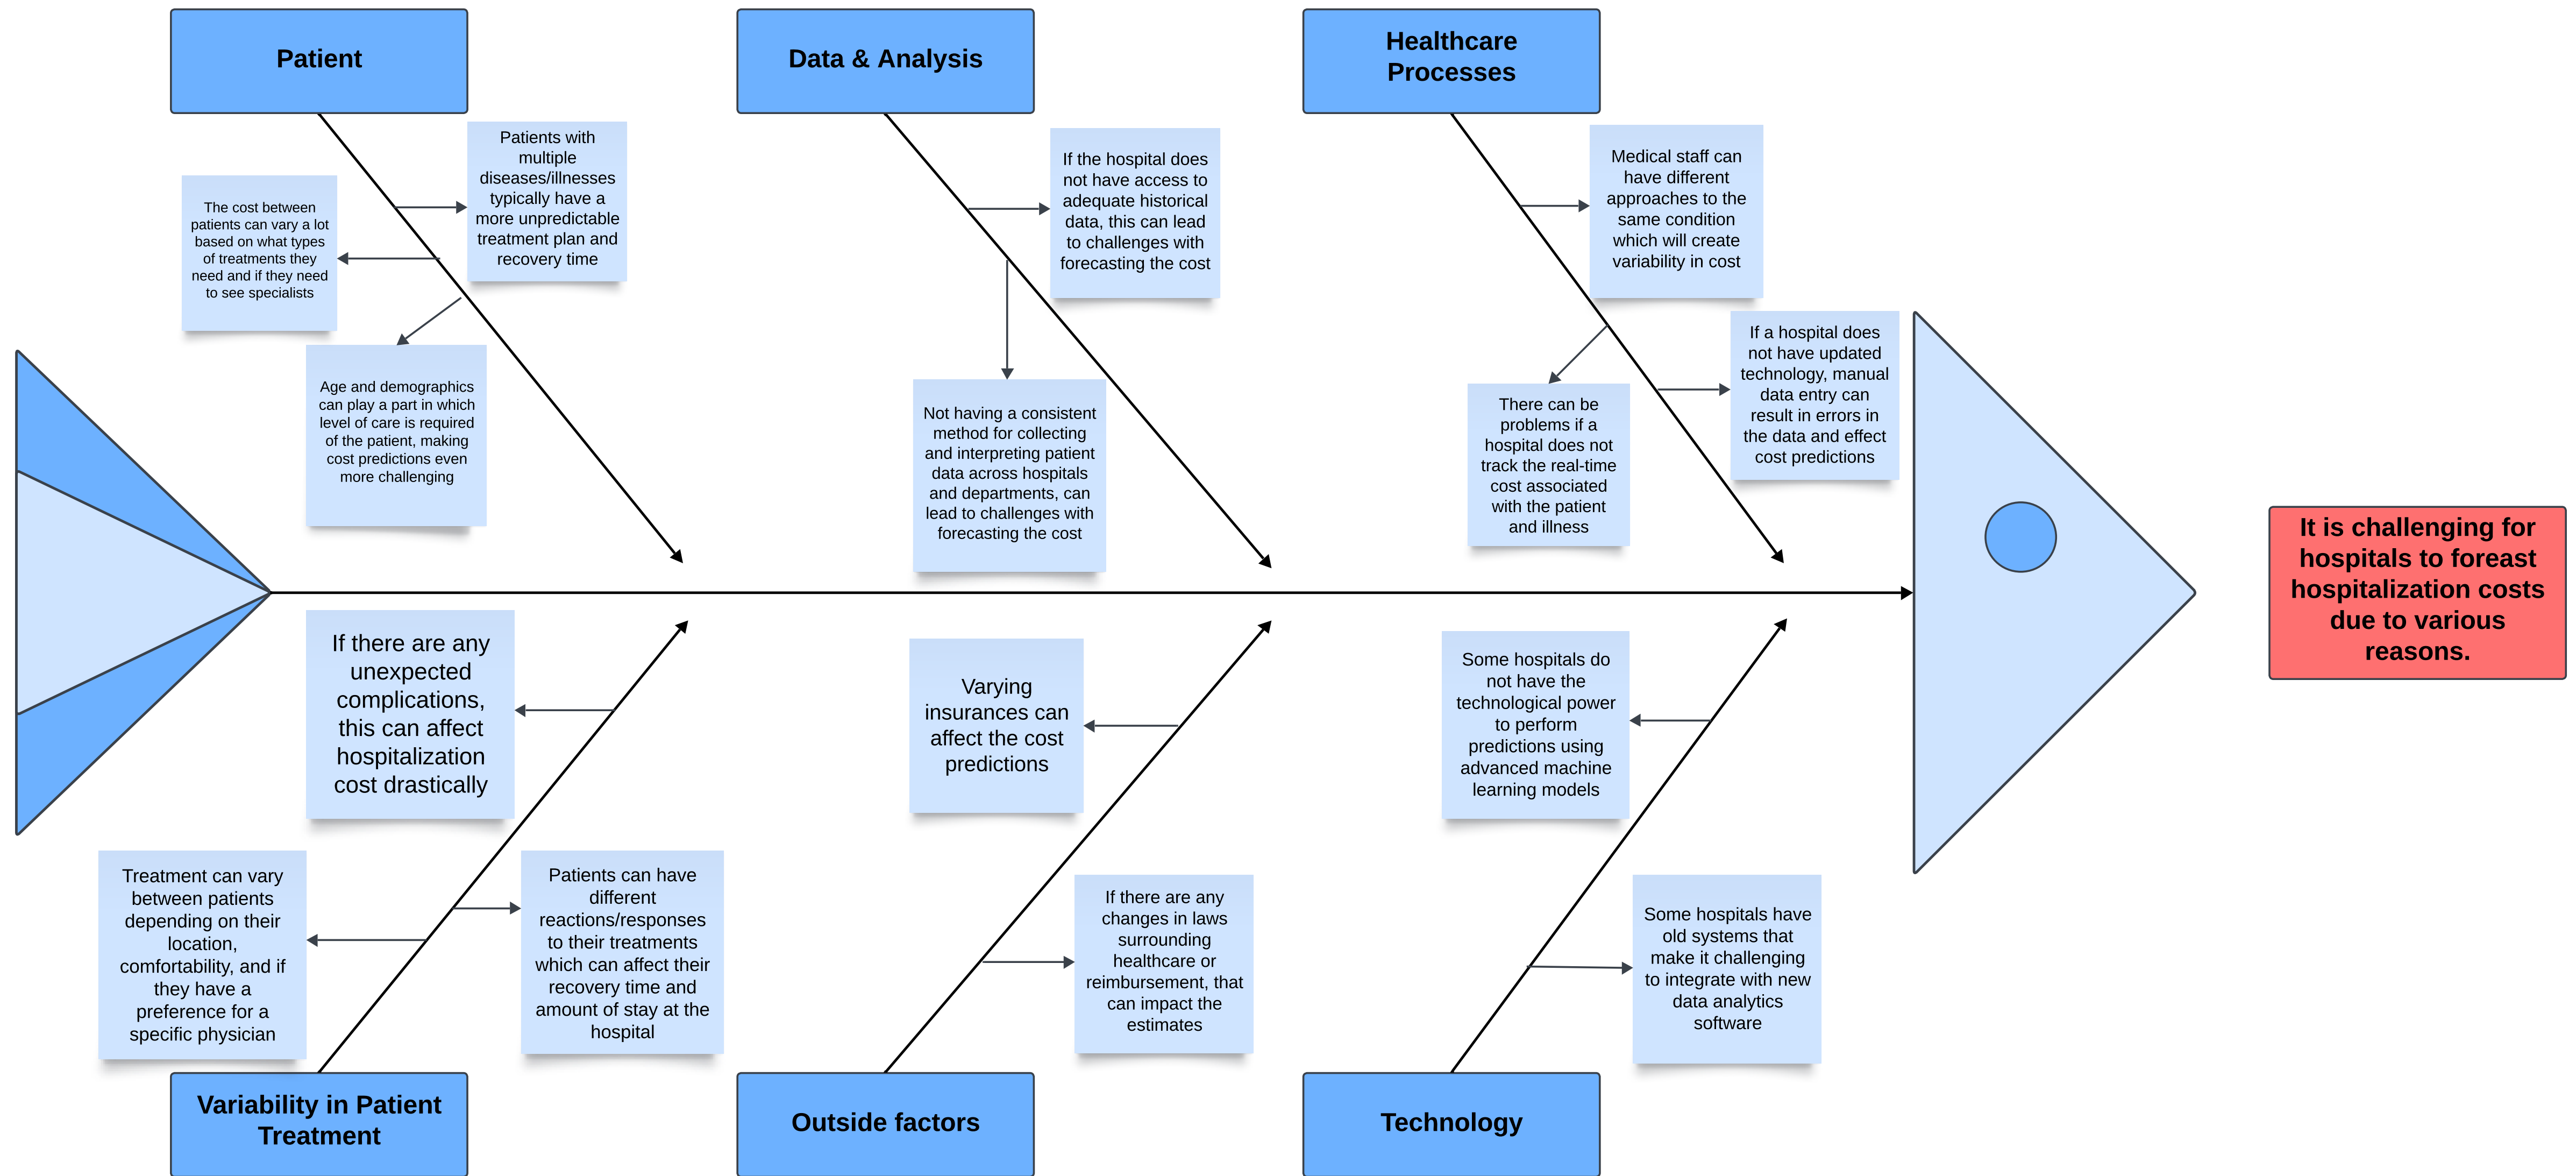 Patient
Data & Analysis
Healthcare
Processes
Patients with
multiple
diseases/illnesses
typically have a
more unpredictable
treatment plan and
recovery time
The cost between
patients can vary a lot
based on what types
of treatments they
need and if they need
to see specialists
Age and demographics
can play a part in which
level of care is required
of the patient, making
cost predictions even
more challenging
If the hospital does
not have access to
adequate historical
data, this can lead
to challenges with
forecasting the cost
Not having a consistent
method for collecting
and interpreting patient
data across hospitals
and departments, can
lead to challenges with
forecasting the cost
Medical staff can
have different
approaches to the
same condition
which will create
variability in cost
If a hospital does
not have updated
technology, manual
data entry can
result in errors in
the data and effect
cost predictions
There can be
problems if a
hospital does not
track the real-time
cost associated
with the patient
and illness
It is challenging for
hospitals to foreast
hospitalization costs
due to various
reasons.
If there are any
unexpected
complications,
this can affect
hospitalization
cost drastically
Treatment can vary
between patients
depending on their
location,
comfortability, and if
they have a
preference for a
specific physician
Patients can have
different
reactions/responses
to their treatments
which can affect their
recovery time and
amount of stay at the
hospital
Varying
insurances can
affect the cost
predictions
If there are any
changes in laws
surrounding
healthcare or
reimbursement, that
can impact the
estimates
Some hospitals do
not have the
technological power
to perform
predictions using
advanced machine
learning models
Some hospitals have
old systems that
make it challenging
to integrate with new
data analytics
software
Variability in Patient
Treatment
Outside factors
Technology